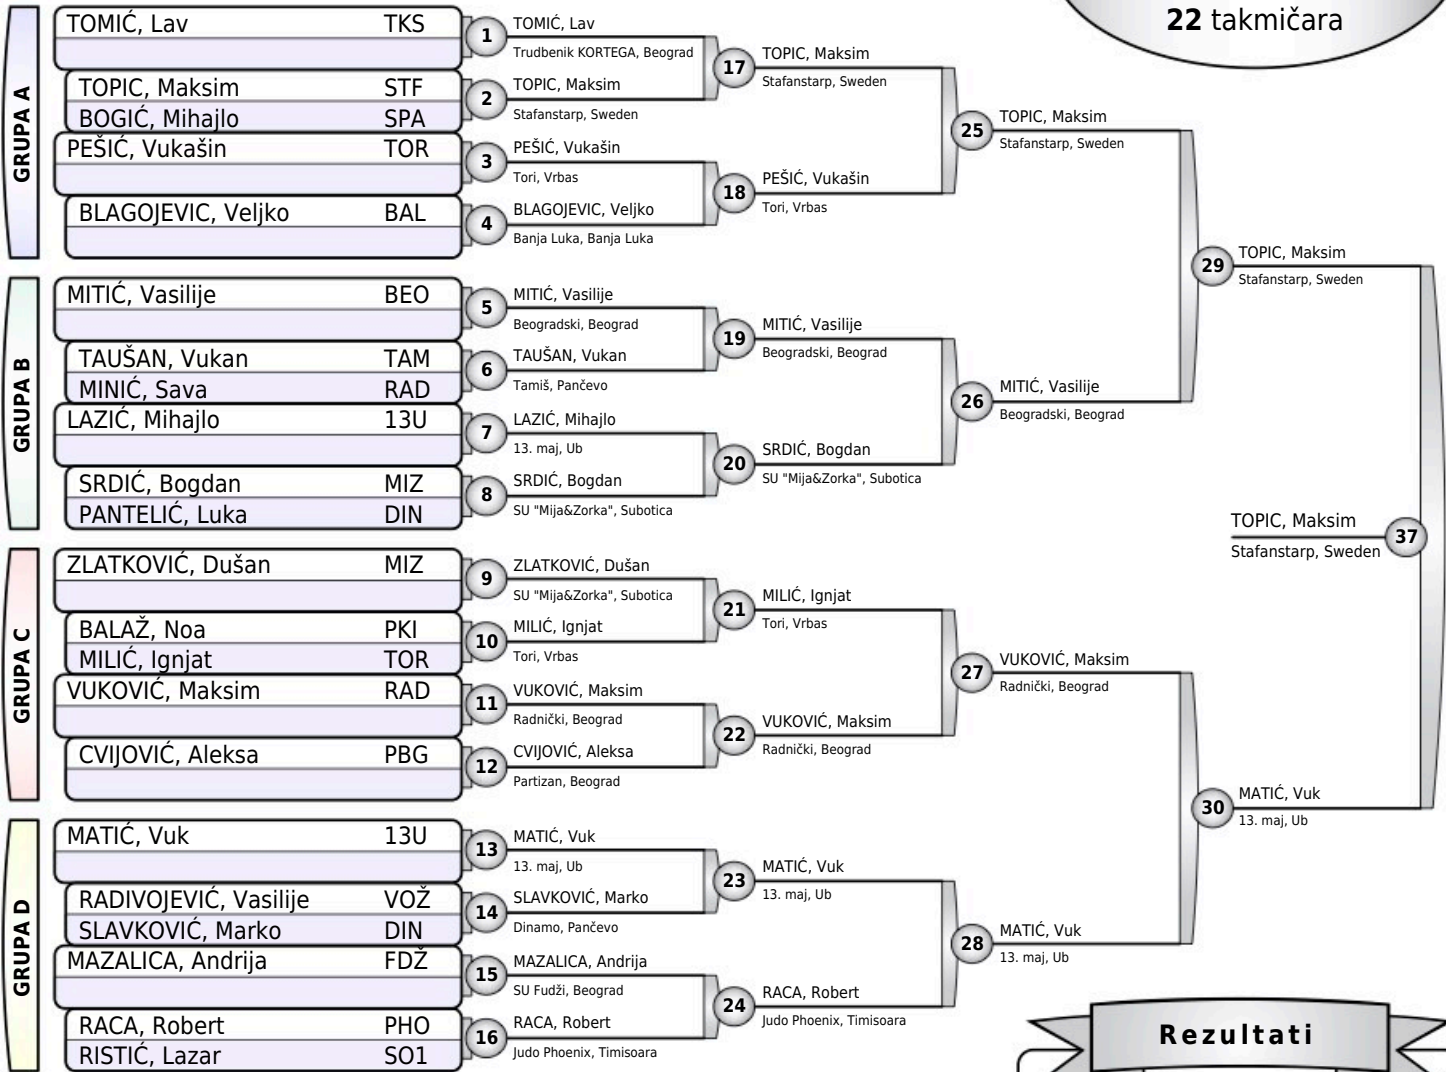 22 takmičara
GRUPA A
TOMIĆ, Lav TKS
TOPIC, Maksim STF
BOGIĆ, Mihajlo SPA
PEŠIĆ, Vukašin TOR
BLAGOJEVIC, Veljko BAL
GRUPA B
MITIĆ, Vasilije BEO
TAUŠAN, Vukan TAM
MINIĆ, Sava RAD
LAZIĆ, Mihajlo 13U
SRDIĆ, Bogdan MIZ
PANTELIĆ, Luka DIN
GRUPA C
ZLATKOVIĆ, Dušan MIZ
BALAŽ, Noa PKI
MILIĆ, Ignjat TOR
VUKOVIĆ, Maksim RAD
CVIJOVIĆ, Aleksa PBG
GRUPA D
MATIĆ, Vuk 13U
RADIVOJEVIĆ, Vasilije VOŽ
SLAVKOVIĆ, Marko DIN
MAZALICA, Andrija FDŽ
RACA, Robert PHO
RISTIĆ, Lazar SO1
1
TOMIĆ, Lav
Trudbenik KORTEGA, Beograd
2
TOPIC, Maksim
Stafanstarp, Sweden
3
PEŠIĆ, Vukašin
Tori, Vrbas
4
BLAGOJEVIC, Veljko
Banja Luka, Banja Luka
5
MITIĆ, Vasilije
Beogradski, Beograd
6
TAUŠAN, Vukan
Tamiš, Pančevo
7
LAZIĆ, Mihajlo
13. maj, Ub
8
SRDIĆ, Bogdan
SU "Mija&Zorka", Subotica
9
ZLATKOVIĆ, Dušan
SU "Mija&Zorka", Subotica
10
MILIĆ, Ignjat
Tori, Vrbas
11
VUKOVIĆ, Maksim
Radnički, Beograd
12
CVIJOVIĆ, Aleksa
Partizan, Beograd
13
MATIĆ, Vuk
13. maj, Ub
14
SLAVKOVIĆ, Marko
Dinamo, Pančevo
15
MAZALICA, Andrija
SU Fudži, Beograd
16
RACA, Robert
Judo Phoenix, Timisoara
17
TOPIC, Maksim
Stafanstarp, Sweden
18
PEŠIĆ, Vukašin
Tori, Vrbas
19
MITIĆ, Vasilije
Beogradski, Beograd
20
SRDIĆ, Bogdan
SU "Mija&Zorka", Subotica
21
MILIĆ, Ignjat
Tori, Vrbas
22
VUKOVIĆ, Maksim
Radnički, Beograd
23
MATIĆ, Vuk
13. maj, Ub
24
RACA, Robert
Judo Phoenix, Timisoara
25
TOPIC, Maksim
Stafanstarp, Sweden
26
MITIĆ, Vasilije
Beogradski, Beograd
27
VUKOVIĆ, Maksim
Radnički, Beograd
28
MATIĆ, Vuk
13. maj, Ub
29
TOPIC, Maksim
Stafanstarp, Sweden
30
MATIĆ, Vuk
13. maj, Ub
TOPIC, Maksim
Stafanstarp, Sweden
37
Rezultati